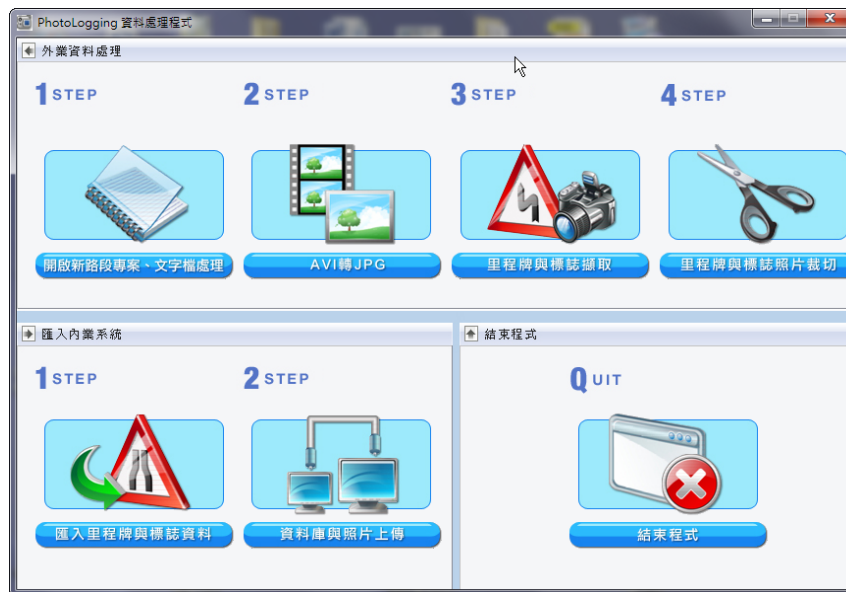 PhotoLogging 資料處理程式
外業資料處理
1 STEP
2 STEP
3 STEP
4 STEP
開啟新路段專案、文字檔處理
AVI轉JPG
里程牌與標誌擷取
里程牌與標誌照片裁切
匯入內業系統
結束程式
1 STEP
2 STEP
QUIT
匯入里程牌與標誌資料
資料庫與照片上傳
結束程式